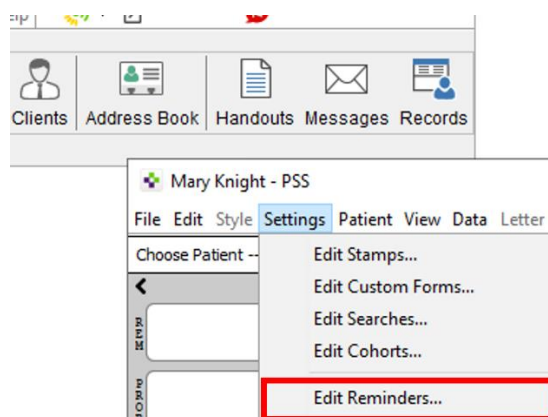 Clients Address Book Handouts Messages Records
Mary Knight - PSS
File Edit Style Settings Patient View Data Letter
Choose Patient --
Edit Stamps...
Edit Custom Forms...
Edit Searches...
REM
Edit Cohorts...
Edit Reminders...